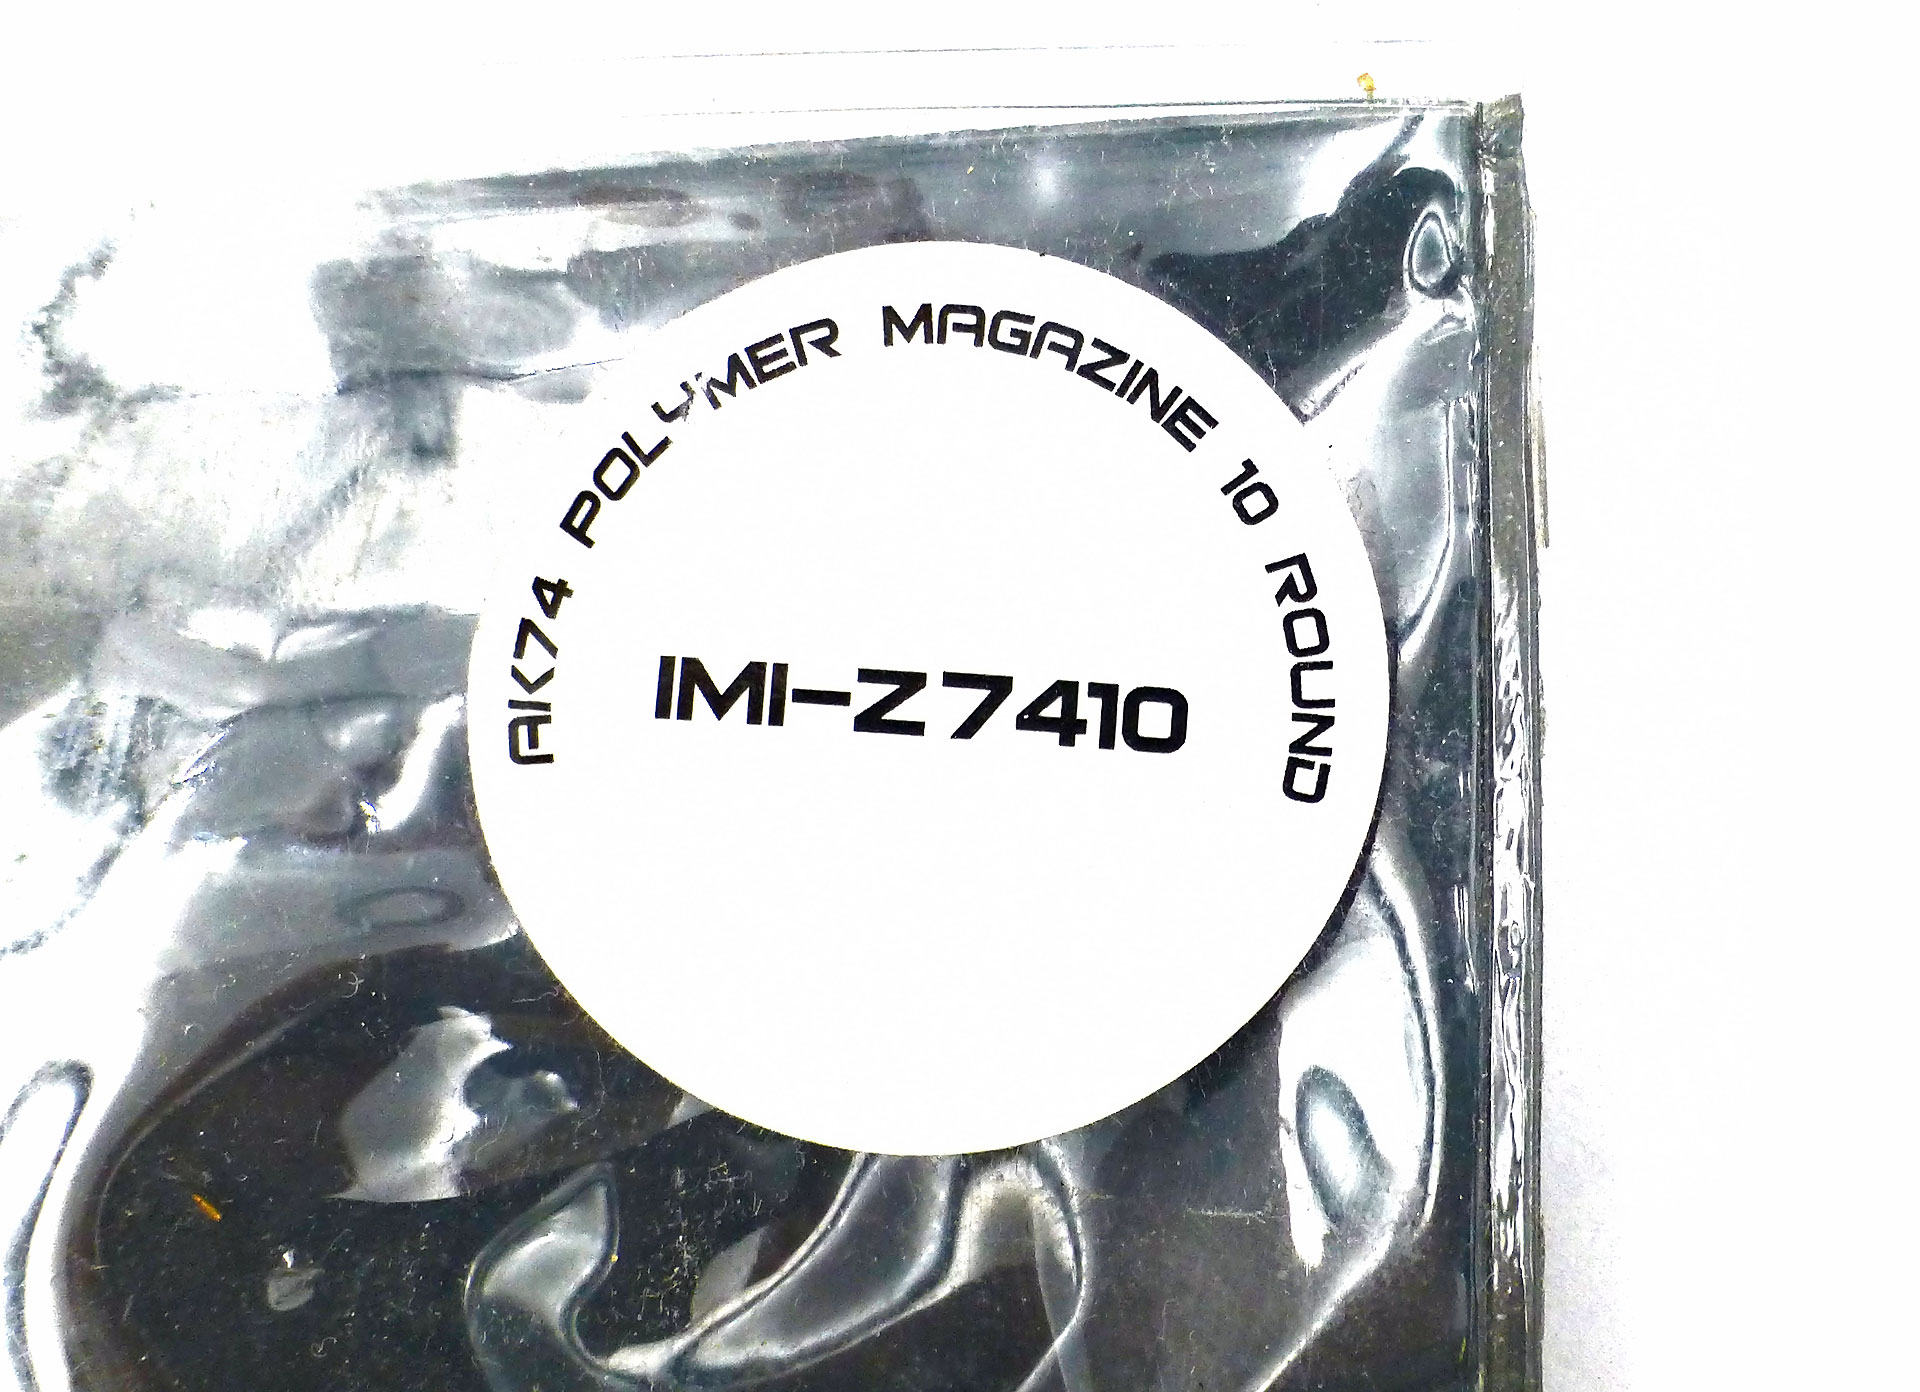 AK74 POLYMER MAGAZINE 10 ROUND
IMI-Z7410